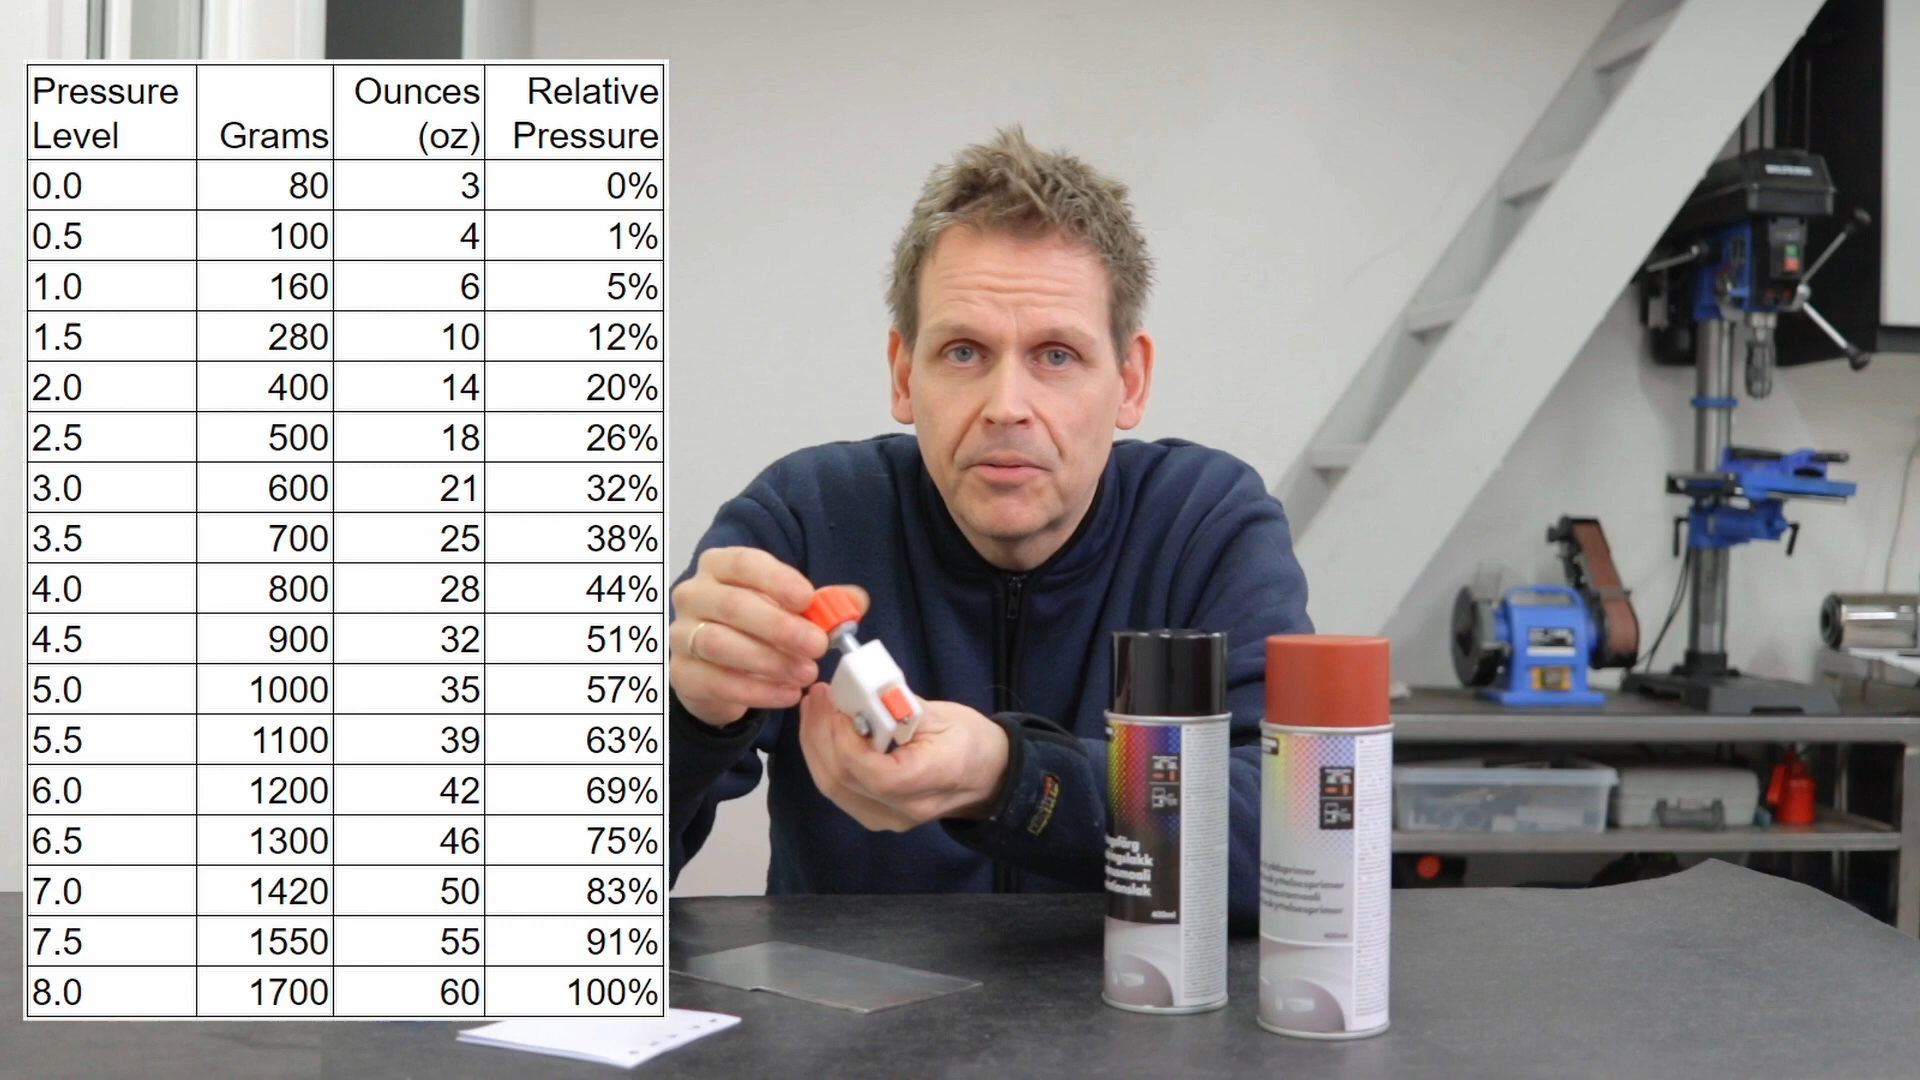 Pressure Level Grams Ounces (oz) Relative Pressure
0.0 80 3 0%
0.5 100 4 1%
1.0 160 6 5%
1.5 280 10 12%
2.0 400 14 20%
2.5 500 18 26%
3.0 600 21 32%
3.5 700 25 38%
4.0 800 28 44%
4.5 900 32 51%
5.0 1000 35 57%
5.5 1100 39 63%
6.0 1200 42 69%
6.5 1300 46 75%
7.0 1420 50 83%
7.5 1550 55 91%
8.0 1700 60 100%
400ml